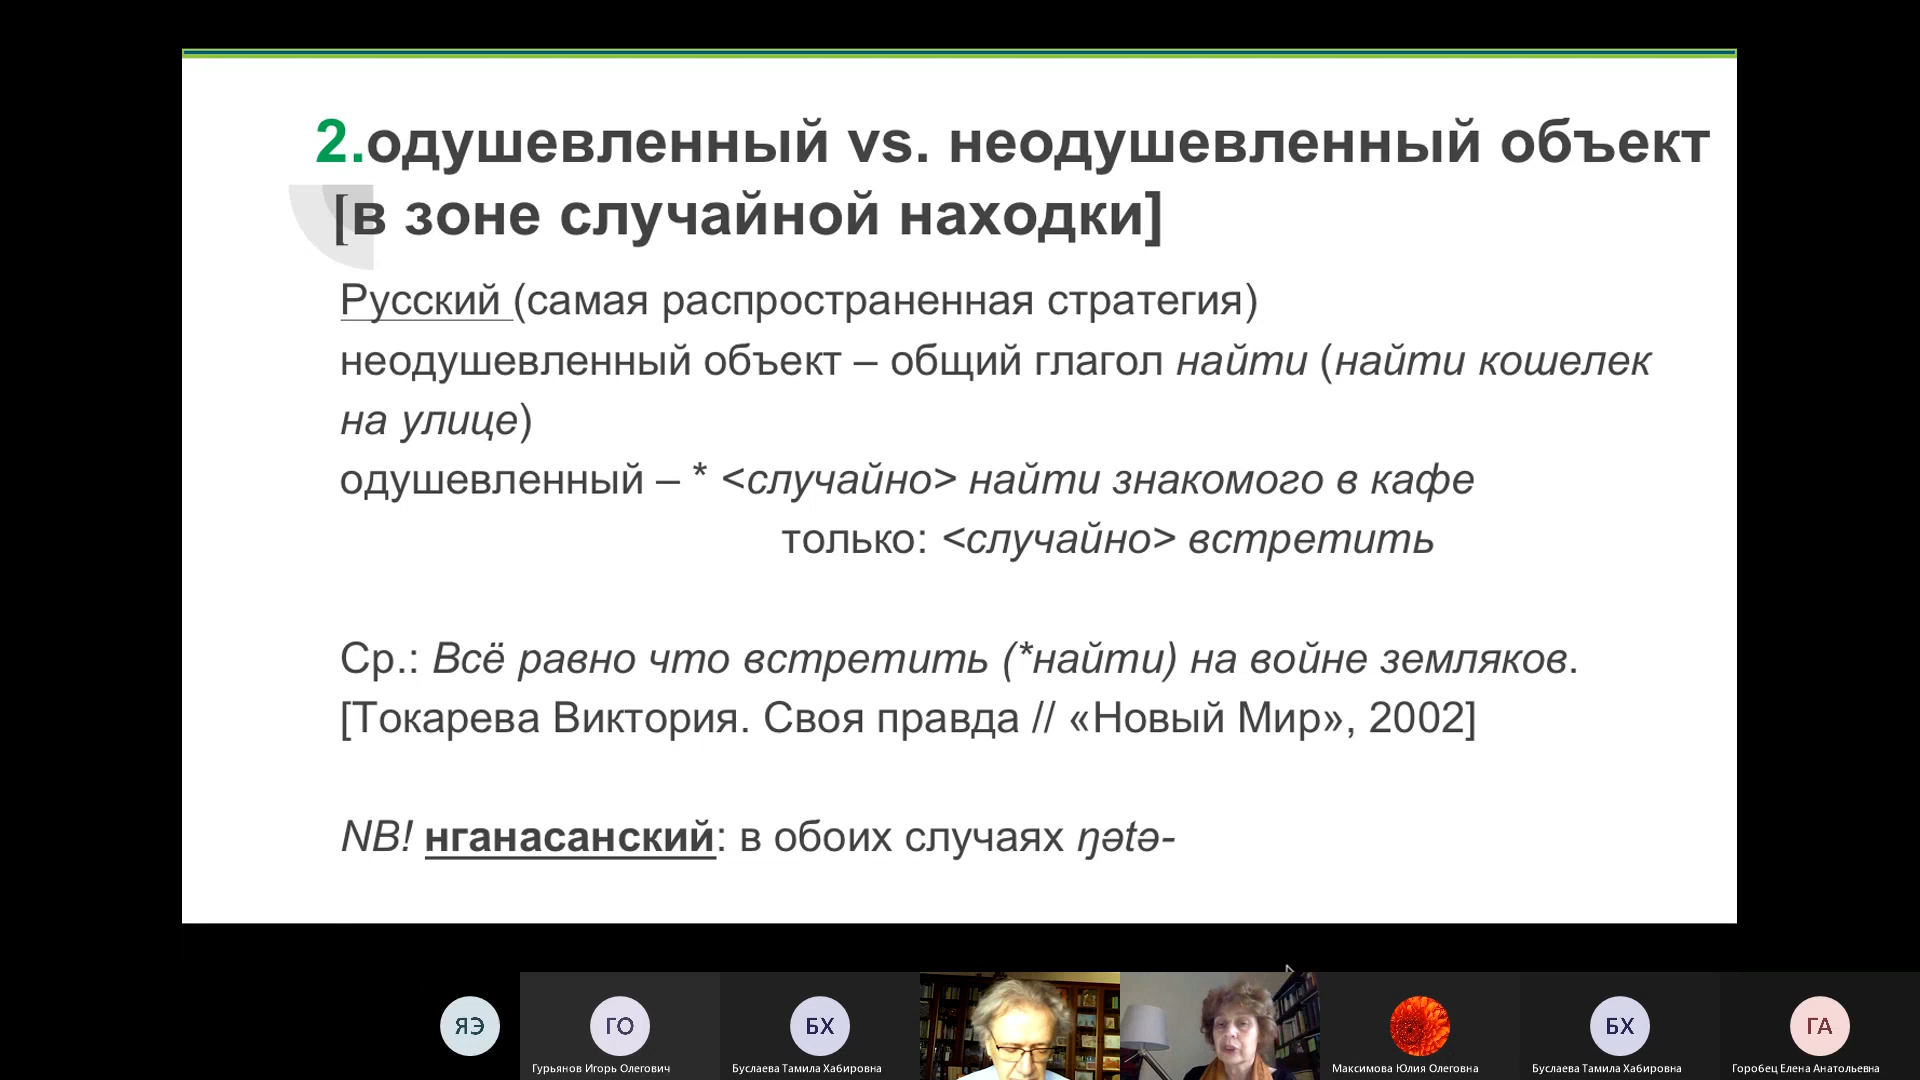 2.одушевленный vs. неодушевленный объект
[в зоне случайной находки]
Русский (самая распространенная стратегия)
неодушевленный объект – общий глагол найти (найти кошелек
на улице)
одушевленный – * <случайно> найти знакомого в кафе
только: <случайно> встретить
Ср.: Всё равно что встретить (*найти) на войне земляков.
[Токарева Виктория. Своя правда // «Новый Мир», 2002]
NB! нганасанский: в обоих случаях ŋətə-
ЯЭ
ГО
БХ
БХ
ГА
Гурьянов Игорь Олегович
Буслаева Тамила Хабировна
Максимова Юлия Олеговна
Буслаева Тамила Хабировна
Горобец Елена Анатольевна